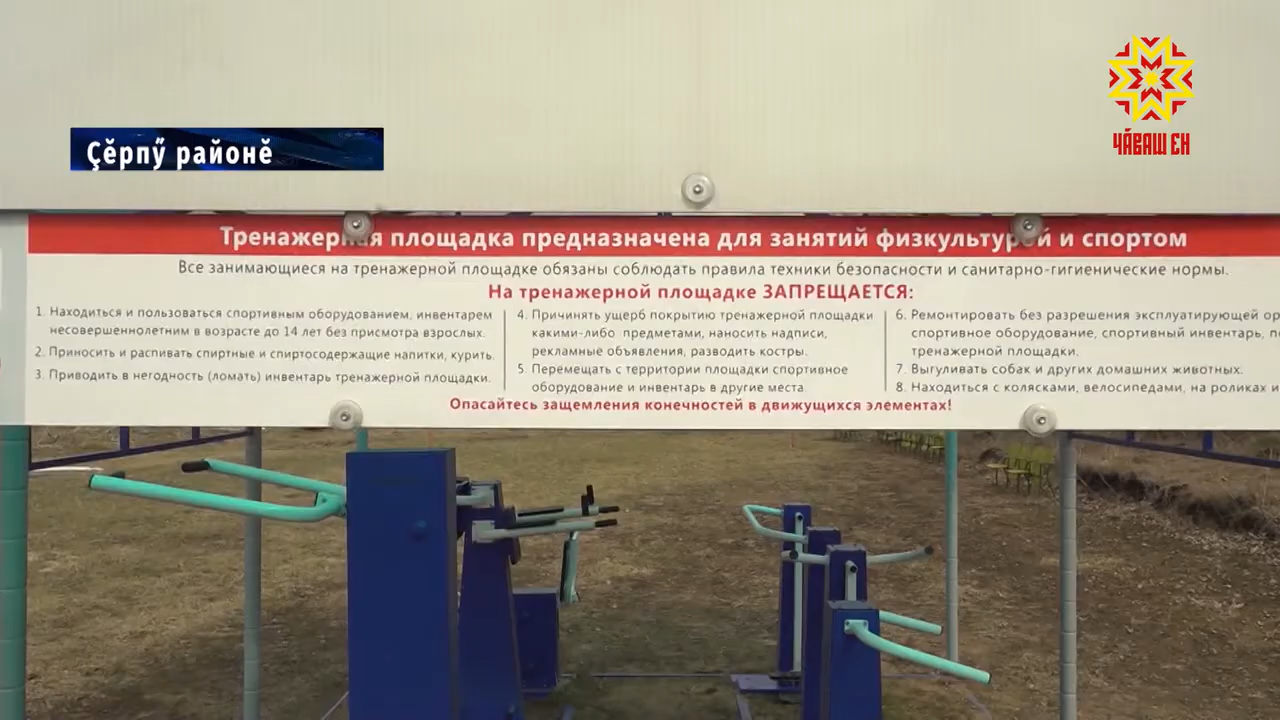 Ҫӗрпӳ районӗ
ЧӐВАШ ЕН
Тренажерная площадка предназначена для занятий физкультурой и спортом
Все занимающиеся на тренажерной площадке обязаны соблюдать правила техники безопасности и санитарно-гигиенические нормы.
На тренажерной площадке ЗАПРЕЩАЕТСЯ:
1. Находиться и пользоваться спортивным оборудованием, инвентарем
несовершеннолетним в возрасте до 14 лет без присмотра взрослых.
2. Приносить и распивать спиртные и спиртосодержащие напитки, курить.
3. Приводить в негодность (ломать) инвентарь тренажерной площадки.
4. Причинять ущерб покрытию тренажерной площадки
какими-либо предметами, наносить надписи,
рекламные объявления, разводить костры.
5. Перемещать с территории площадки спортивное
оборудование и инвентарь в другие места.
6. Ремонтировать без разрешения эксплуатирующей
спортивное оборудование, спортивный инвентарь,
тренажерной площадки.
7. Выгуливать собак и других домашних животных.
8. Находиться с колясками, велосипедами, на роликах и
Опасайтесь защемления конечностей в движущихся элементах!